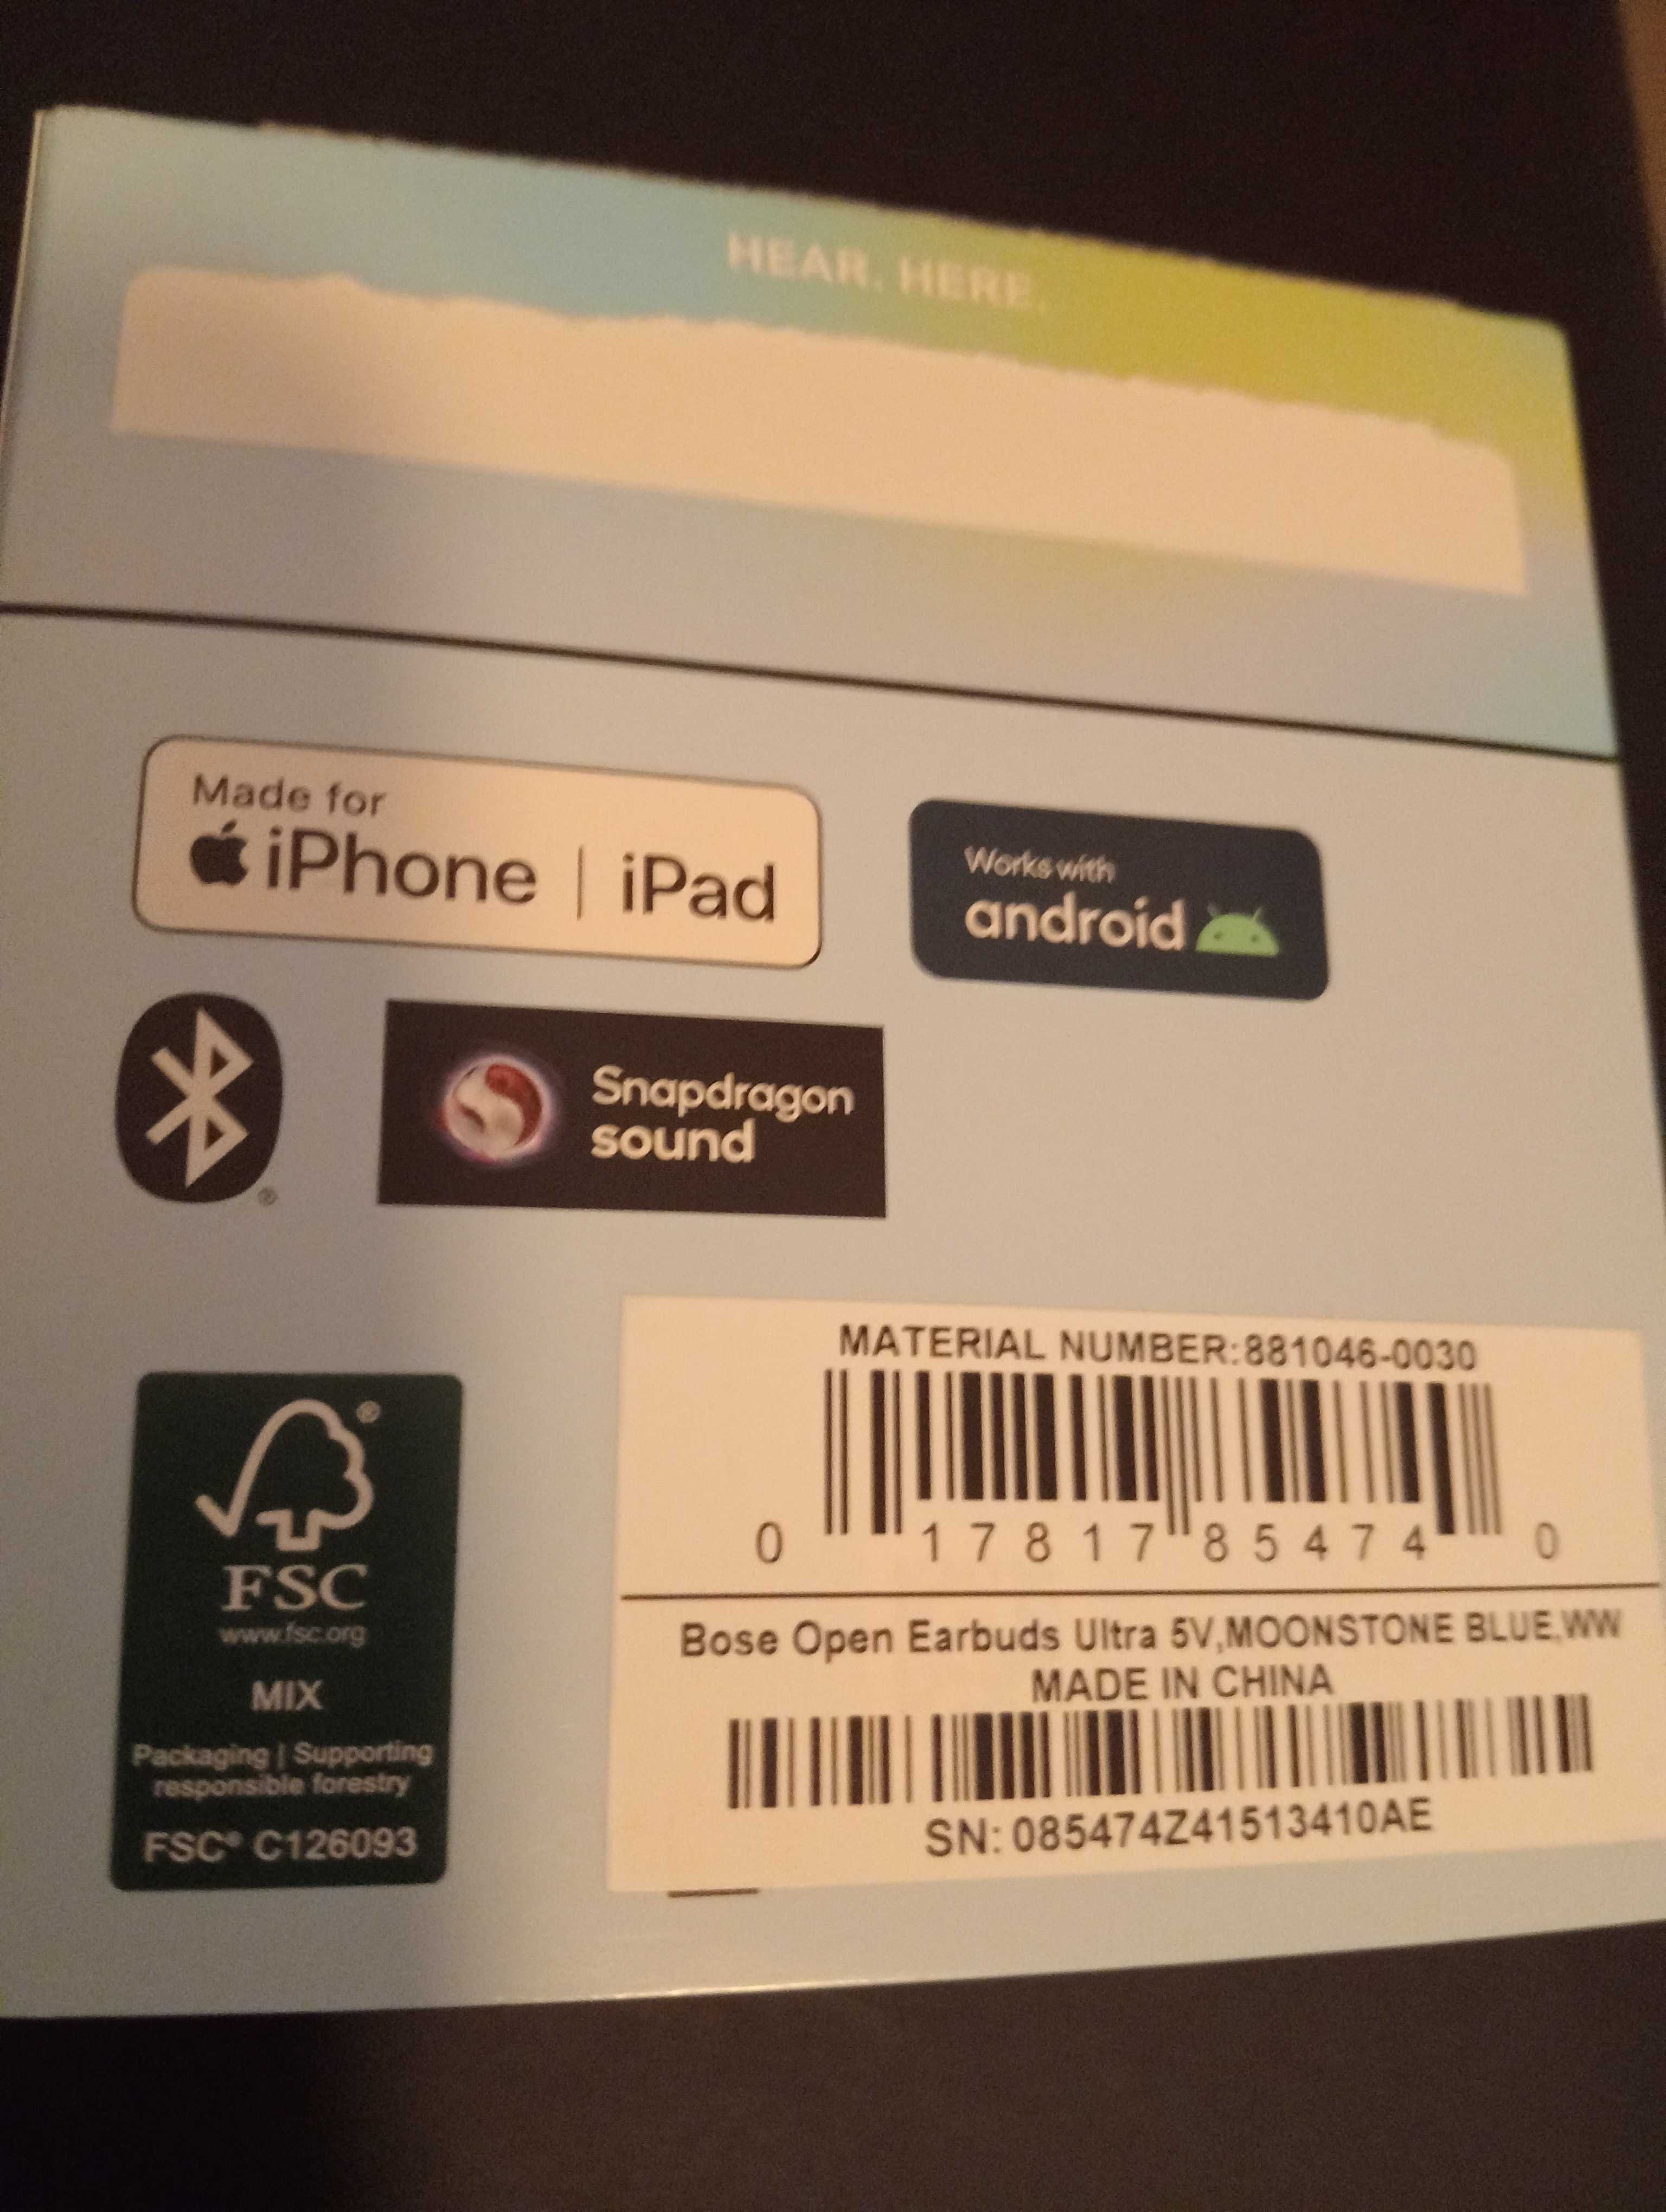 HEAR. HERE.
Made for
iPhone | iPad
Works with
android
®
Snapdragon
sound
®
FSC
www.fsc.org
MIX
Packaging | Supporting
responsible forestry
FSC® C126093
MATERIAL NUMBER:881046-0030
0 17817 85474 0
Bose Open Earbuds Ultra 5V,MOONSTONE BLUE,WW
MADE IN CHINA
SN: 085474Z41513410AE